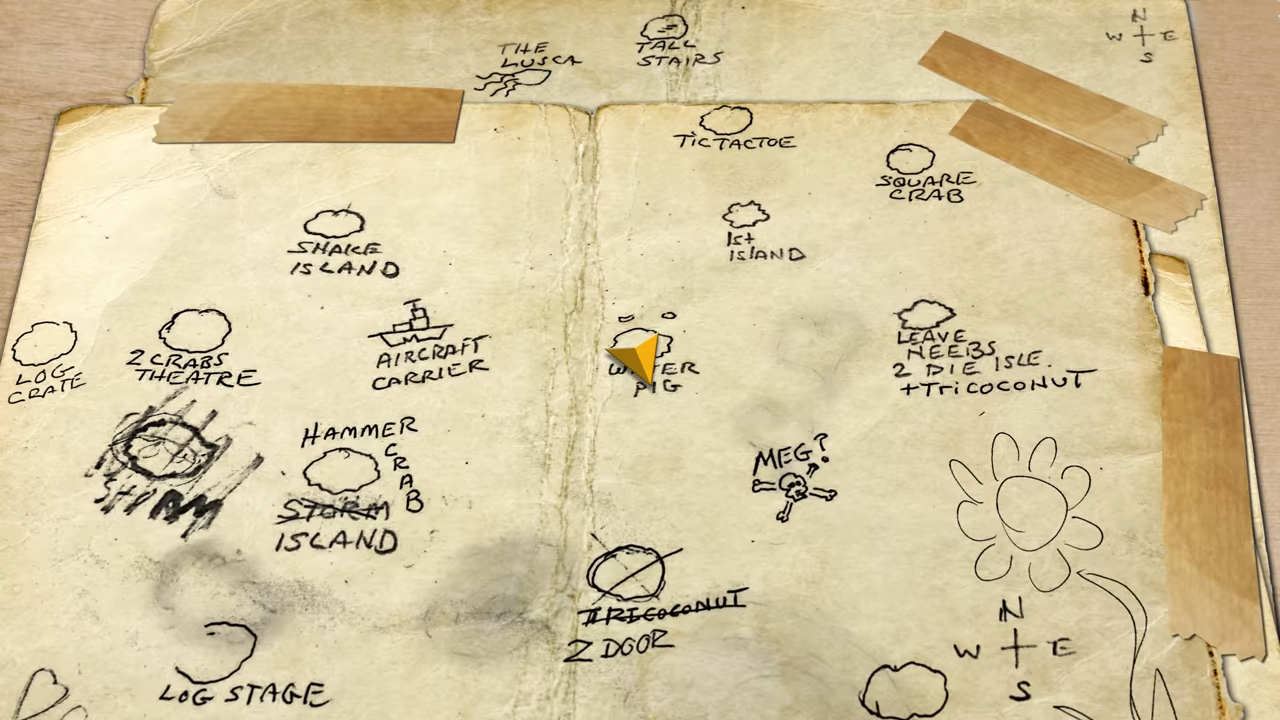 N
W E
S
THE
LUSCA
TALL
STAIRS
TICTACTOE
SQUARE
CRAB
1st
ISLAND
SNAKE
ISLAND
LOG
CRATE
2 CRABS
THEATRE
AIRCRAFT
CARRIER
PIG
LEAVE
NEEBS
2 DIE ISLE.
+TRICOCONUT
HAMMER
CRAB
STORM
ISLAND
MEG?
TRICOCONUT
2 DOOR
LOG STAGE
N
W E
S